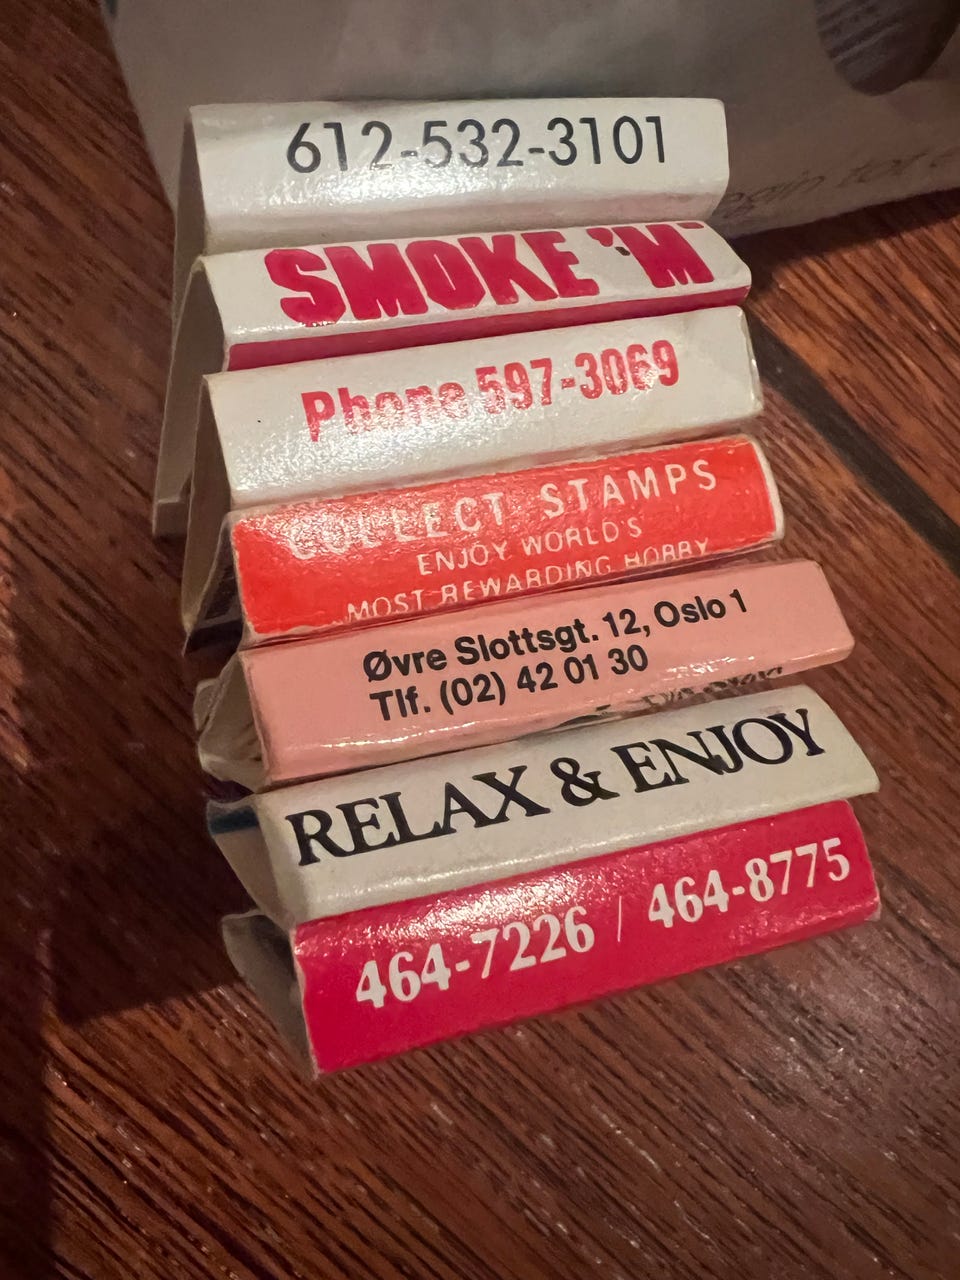 612-532-3101
SMOKE 'M
Phone 597-3069
COLLECT STAMPS
ENJOY WORLD'S
MOST REWARDING HOBBY
Øvre Slottsgt. 12, Oslo 1
Tlf. (02) 42 01 30
RELAX & ENJOY
464-7226 / 464-8775